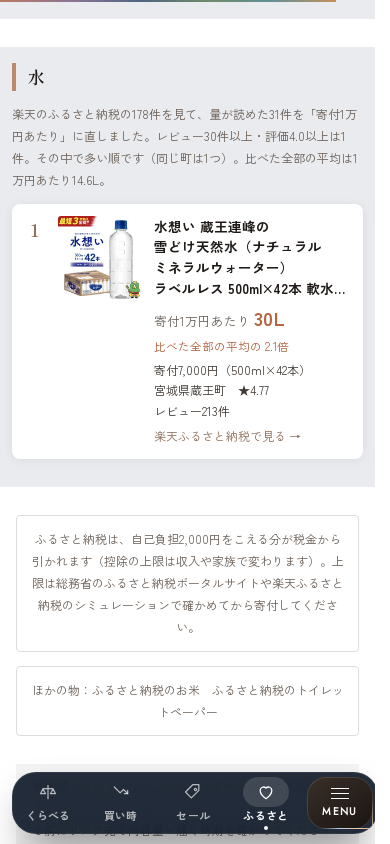 水
楽天のふるさと納税の178件を見て、量が読めた31件を「寄付1万
円あたり」に直しました。レビュー30件以上・評価4.0以上は1
件。その中で多い順です（同じ町は1つ）。比べた全部の平均は1
万円あたり14.6L。
1
最短3
水想い
42本
水想い 蔵王連峰の
雪どけ天然水（ナチュラル
ミネラルウォーター）
ラベルレス 500ml×42本 軟水…
寄付1万円あたり 30L
比べた全部の平均の 2.1倍
寄付7,000円（500ml×42本）
宮城県蔵王町 ★4.77
レビュー213件
楽天ふるさと納税で見る →
ふるさと納税は、自己負担2,000円をこえる分が税金から
引かれます（控除の上限は収入や家族で変わります）。上
限は総務省のふるさと納税ポータルサイトや楽天ふるさと
納税のシミュレーションで確かめてから寄付してくださ
い。
ほかの物：ふるさと納税のお米 ふるさと納税のトイレッ
トペーパー
くらべる
買い時
セール
ふるさと
MENU